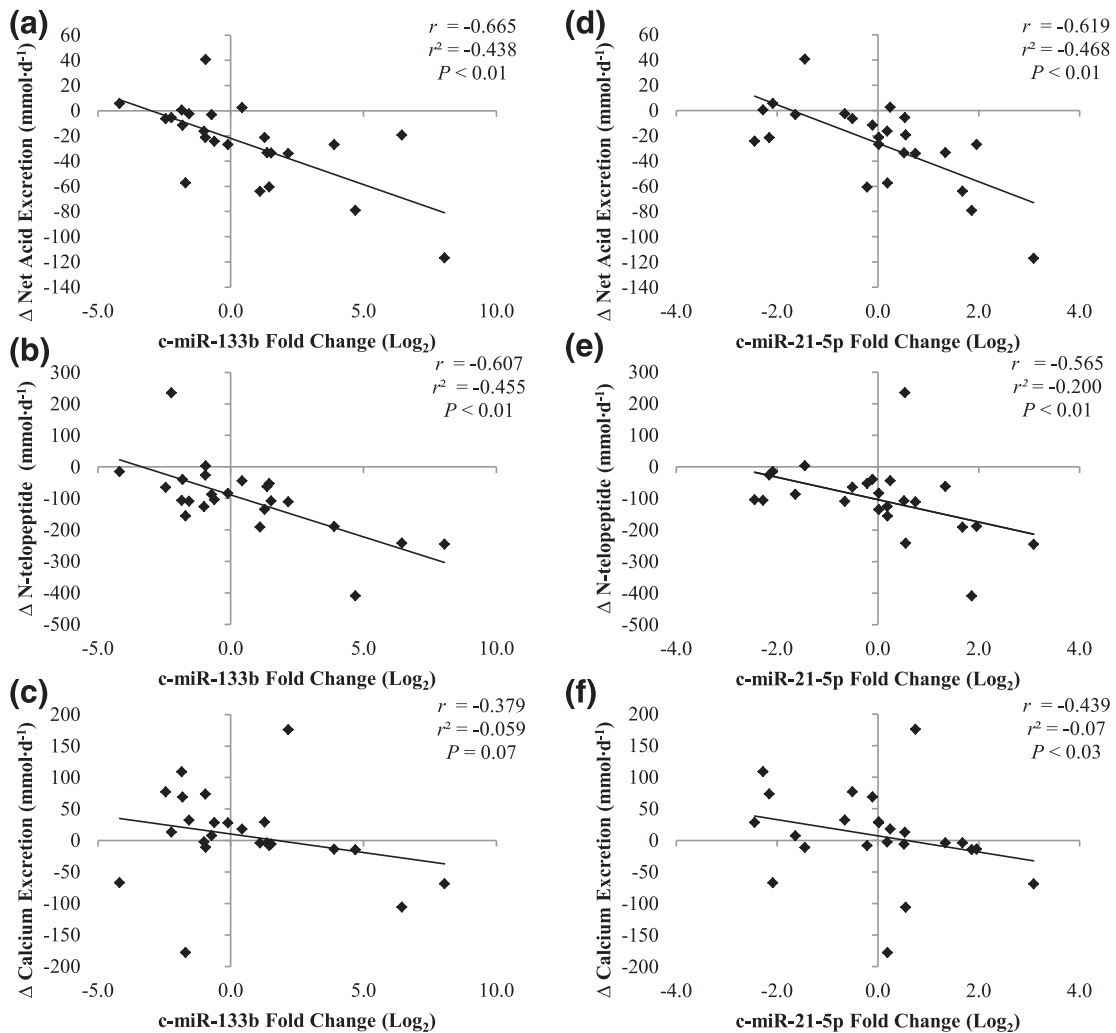 (a)
r = -0.665
r² = -0.438
P < 0.01
Δ Net Acid Excretion (mmol·d⁻¹)
60
40
20
0
-20
-40
-60
-80
-100
-120
-140
-5.0 0.0 5.0 10.0
c-miR-133b Fold Change (Log₂)
(d)
r = -0.619
r² = -0.468
P < 0.01
Δ Net Acid Excretion (mmol·d⁻¹)
60
40
20
0
-20
-40
-60
-80
-100
-120
-140
-4.0 -2.0 0.0 2.0 4.0
c-miR-21-5p Fold Change (Log₂)
(b)
r = -0.607
r² = -0.455
P < 0.01
Δ N-telopeptide (mmol·d⁻¹)
300
200
100
0
-100
-200
-300
-400
-500
-5.0 0.0 5.0 10.0
c-miR-133b Fold Change (Log₂)
(e)
r = -0.565
r² = -0.200
P < 0.01
Δ N-telopeptide (mmol·d⁻¹)
300
200
100
0
-100
-200
-300
-400
-500
-4.0 -2.0 0.0 2.0 4.0
c-miR-21-5p Fold Change (Log₂)
(c)
r = -0.379
r² = -0.059
P = 0.07
Δ Calcium Excretion (mmol·d⁻¹)
200
150
100
50
0
-50
-100
-150
-200
-5.0 0.0 5.0 10.0
c-miR-133b Fold Change (Log₂)
(f)
r = -0.439
r² = -0.07
P < 0.03
Δ Calcium Excretion (mmol·d⁻¹)
200
150
100
50
0
-50
-100
-150
-200
-4.0 -2.0 0.0 2.0 4.0
c-miR-21-5p Fold Change (Log₂)